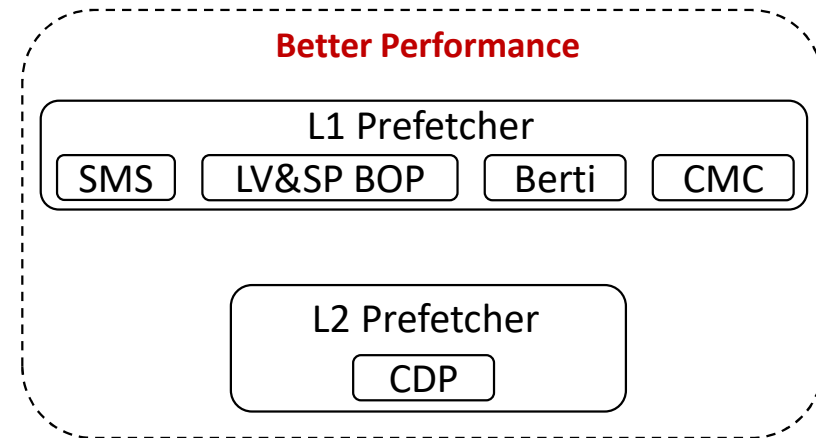 Better Performance
L1 Prefetcher
SMS LV&SP BOP Berti CMC
L2 Prefetcher
CDP